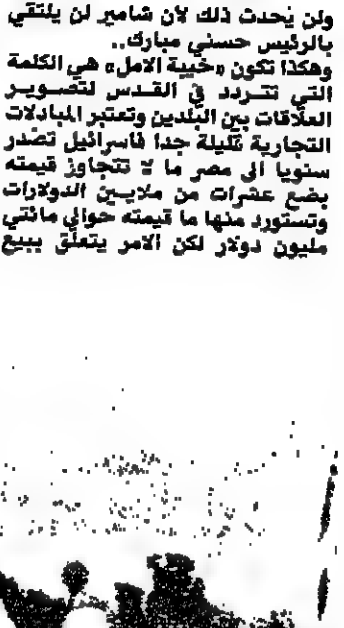 ولن يحدث ذلك لان شامير لن يلتقي
بالرئيس حسني مبارك..
وهكذا تكون «خيبة الامل» هي الكلمة
التي تتردد في القدس لتصوير
العلاقات بين البلدين وتعتبر المبادلات
التجارية قليلة جدا فاسرائيل تصدر
سنويا الى مصر ما لا تتجاوز قيمته
بضع عشرات من ملايين الدولارات
وتستورد منها ما قيمته حوالي مائتي
مليون دولار لكن الامر يتعلق ببيع